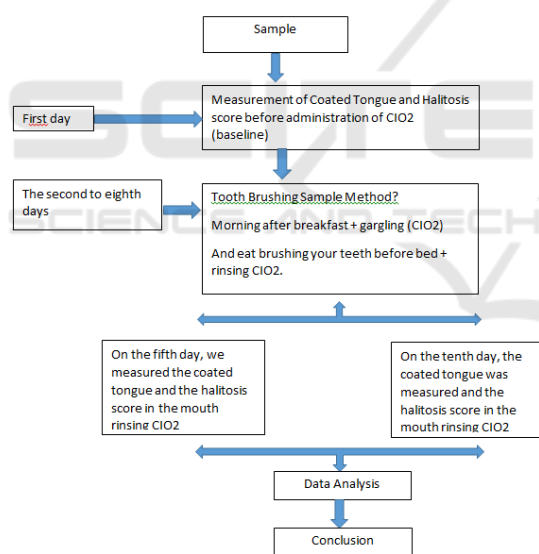 Sample
Measurement of Coated Tongue and Halitosis
score before administration of ClO2
(baseline)
First day
The second to eighth
days
Tooth Brushing Sample Method?
Morning after breakfast + gargling (ClO2)
And eat brushing your teeth before bed +
rinsing ClO2.
On the fifth day, we
measured the coated
tongue and the halitosis
score in the mouth
rinsing ClO2
On the tenth day, the
coated tongue was
measured and the
halitosis score in the
mouth rinsing ClO2
Data Analysis
Conclusion
SCITE
SCIENCE AND TECH